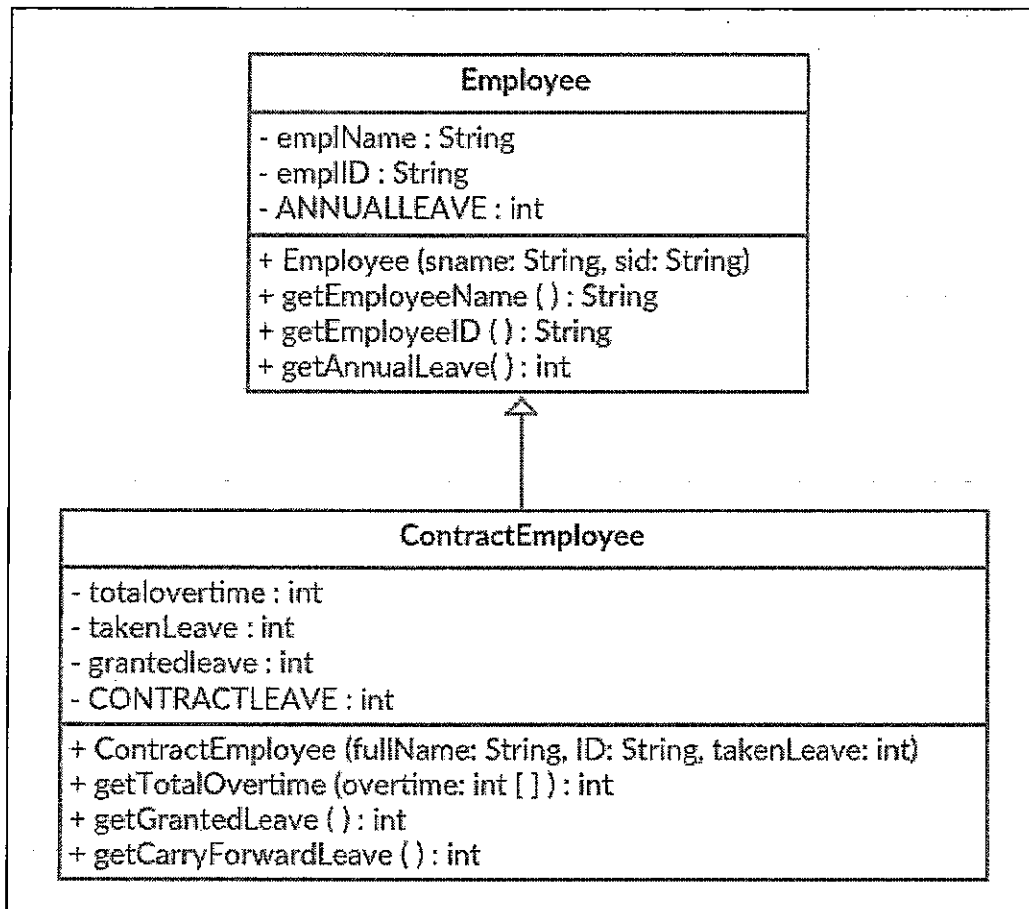 Employee
- emplName : String
- emplID : String
- ANNUALLEAVE : int
+ Employee (sname: String, sid: String)
+ getEmployeeName ( ) : String
+ getEmployeeID ( ) : String
+ getAnnualLeave( ) : int
ContractEmployee
- totalovertime : int
- takenLeave : int
- grantedleave : int
- CONTRACTLEAVE : int
+ ContractEmployee (fullName: String, ID: String, takenLeave: int)
+ getTotalOvertime (overtime: int [ ] ) : int
+ getGrantedLeave ( ) : int
+ getCarryForwardLeave ( ) : int